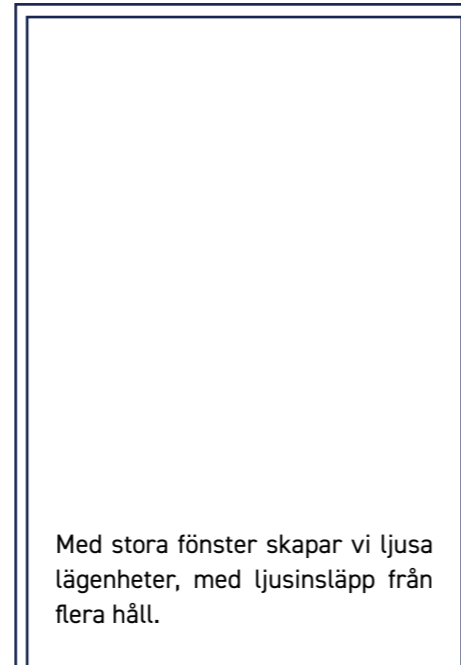 Med stora fönster skapar vi ljusa
lägenheter, med ljusinsläpp från
flera håll.